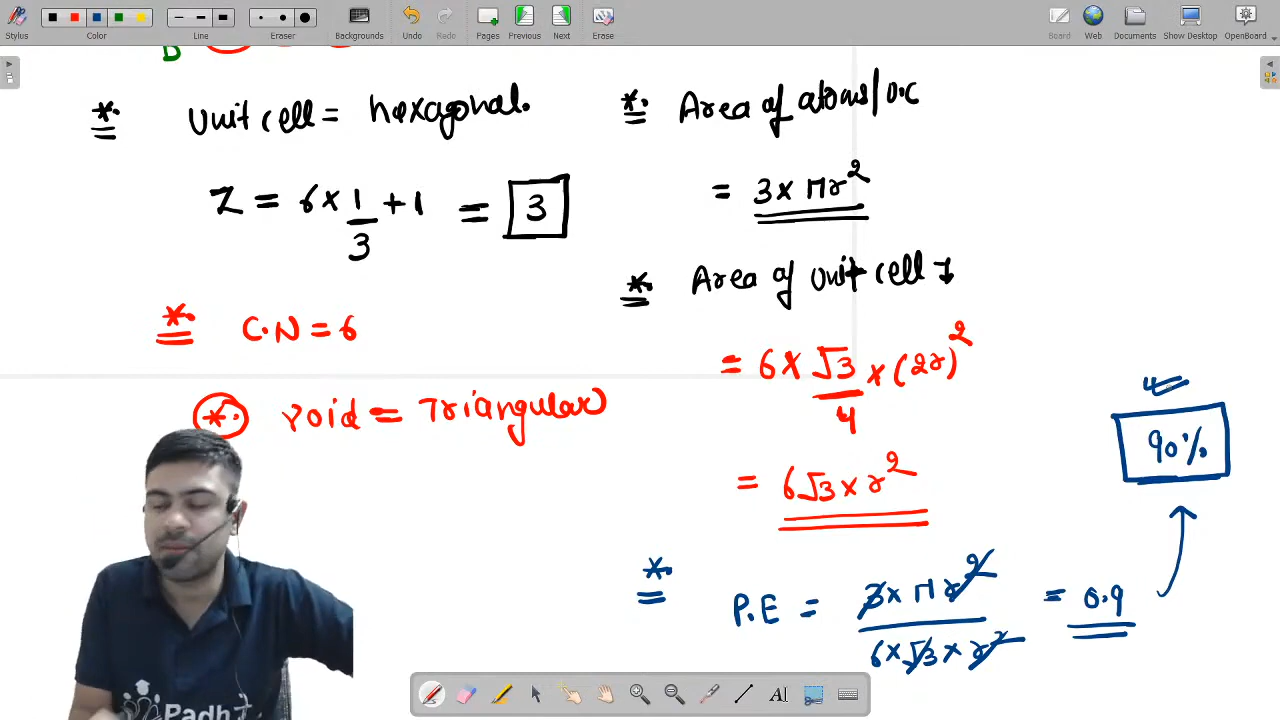 Stylus
Color
Line
Eraser
Backgrounds
Undo
Redo
Pages
Previous
Next
Erase
Board
Web
Documents
Show Desktop
OpenBoard
B
*. Unit cell = hexagonal.
Z = 6 × 1/3 + 1 = 3
*. C.N = 6
*. void = Triangular
*. Area of atoms/U.C
= 3 × πr²
*. Area of Unit cell
= 6 × √3/4 × (2r)²
= 6√3 × r²
*. P.E = 3 × πr² / 6 × √3 × r² = 0.9
90%
Padh
AI